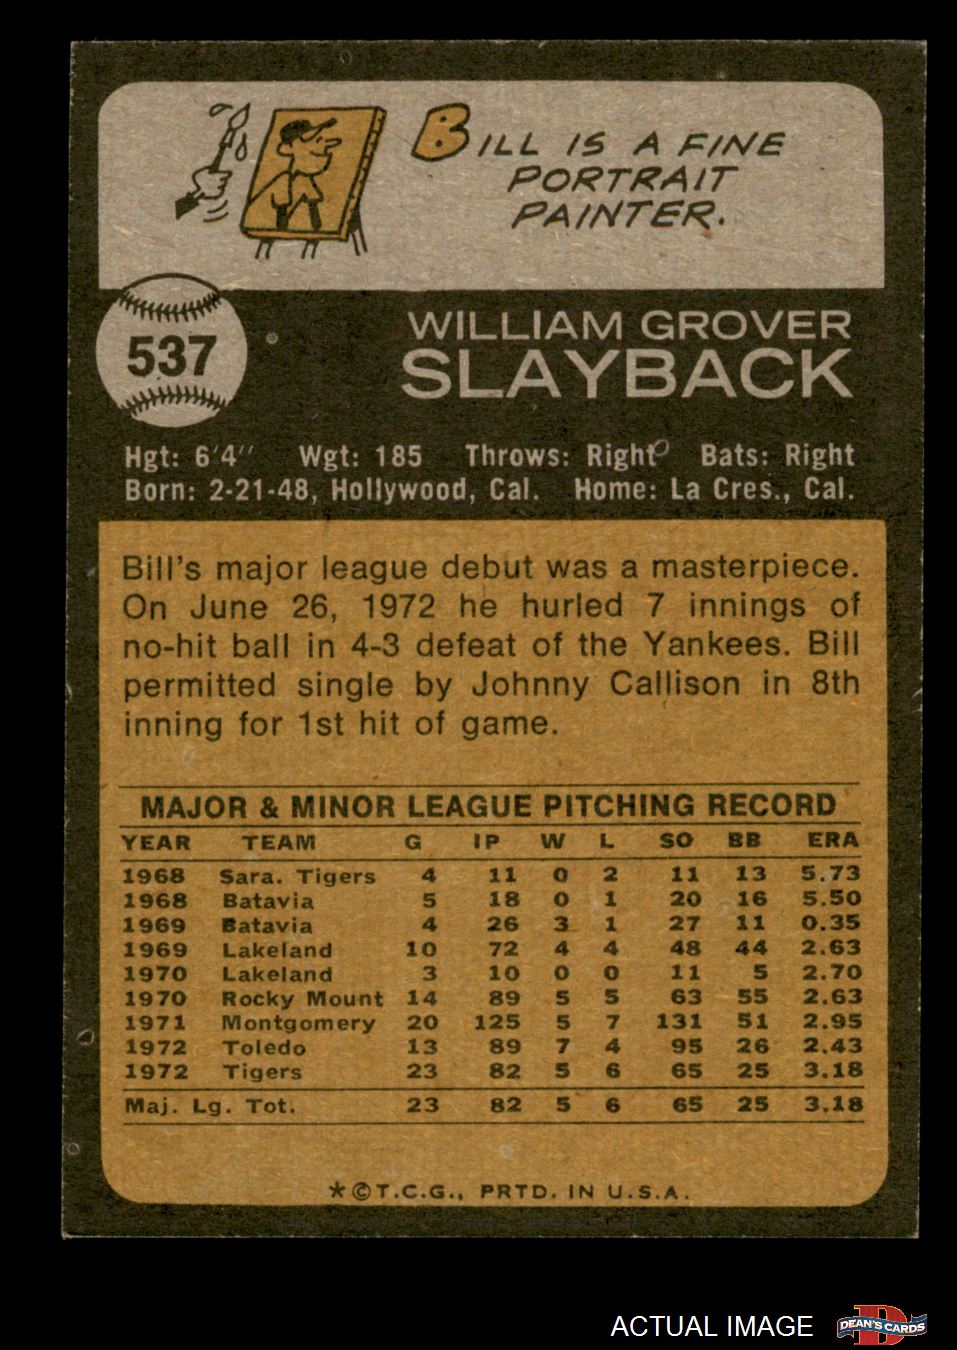 BILL IS A FINE
PORTRAIT
PAINTER.
537
WILLIAM GROVER
SLAYBACK
Hgt: 6'4" Wgt: 185 Throws: Right Bats: Right
Born: 2-21-48, Hollywood, Cal. Home: La Cres., Cal.
Bill's major league debut was a masterpiece.
On June 26, 1972 he hurled 7 innings of
no-hit ball in 4-3 defeat of the Yankees. Bill
permitted single by Johnny Callison in 8th
inning for 1st hit of game.
MAJOR & MINOR LEAGUE PITCHING RECORD
YEAR TEAM G IP W L SO BB ERA
1968 Sara. Tigers 4 11 0 2 11 13 5.73
1968 Batavia 5 18 0 1 20 16 5.50
1969 Batavia 4 26 3 1 27 11 0.35
1969 Lakeland 10 72 4 4 48 44 2.63
1970 Lakeland 3 10 0 0 11 5 2.70
1970 Rocky Mount 14 89 5 5 63 55 2.63
1971 Montgomery 20 125 5 7 131 51 2.95
1972 Toledo 13 89 7 4 95 26 2.43
1972 Tigers 23 82 5 6 65 25 3.18
Maj. Lg. Tot. 23 82 5 6 65 25 3.18
*©T.C.G., PRTD. IN U.S.A.
ACTUAL IMAGE
D
DEAN'S CARDS